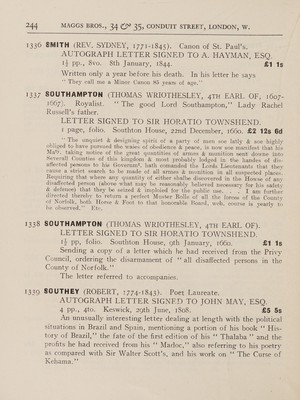 244 MAGGS BROS., 34 & 35, CONDUIT STREET, LONDON, W.
1336 SMITH (REV. SYDNEY, 1771-1845). Canon of St. Paul's.
AUTOGRAPH LETTER SIGNED TO A. HAYMAN, ESQ.
1½ pp., 8vo. 8th January, 1844. £1 1s
Written only a year before his death. In his letter he says
"They call me a Minor Canon 62 years of age."
1337 SOUTHAMPTON (THOMAS WRIOTHESLEY, 4TH EARL OF, 1607-
1667). Royalist. "The good Lord Southampton," Lady Rachel
Russell's father.
LETTER SIGNED TO SIR HORATIO TOWNSHEND.
1 page, folio. Southton House, 22nd December, 1660. £2 12s 6d
"The unquiet & designing spirit of a party of men soe lately & soe highly
obliged to have pursued the wayes of obedience & peace, is now soe manifest that his
Matⁱᵉ, taking notice of the great quantities of armes & munition sent downe into
Severall Counties of this kingdom & most probably lodged in the hands of dis-
affected persons to his Government, hath commanded the Lords Lieutenants that they
cause a strict search to be made of all armes & munition in all suspected places.
Requiring that where any quantity of either shalbe discovered in the House of any
disaffected person (above what may be reasonably believed necessary for his safety
& defence) that they be seized & inspired for the public use. . . . I am further
directed thereby to return a perfect Muster Rolle of all the forces of the County
of Norfolk, both Horse & Foot to that honorable Board, which thus is yearly to
be observed." Etc.
1338 SOUTHAMPTON (THOMAS WRIOTHESLEY, 4TH EARL OF).
LETTER SIGNED TO SIR HORATIO TOWNSHEND.
1½ pp, folio. Southton House, 9th January, 1660. £1 1s
Sending a copy of a letter which he had received from the Privy
Council, ordering the disarmament of "all disaffected persons in the
County of Norfolk."
The letter referred to accompanies.
1339 SOUTHEY (ROBERT, 1774-1843). Poet Laureate.
AUTOGRAPH LETTER SIGNED TO JOHN MAY, ESQ.
4 pp., 4to. Keswick, 29th June, 1808. £5 5s
An unusually interesting letter dealing at length with the political
situations in Brazil and Spain, mentioning a portion of his book "His-
tory of Brazil," the fate of the first edition of his "Thalaba" and the
profits he had received from his "Madoc," also referring to his poetry
as compared with Sir Walter Scott's, and his work on "The Curse of
Kehama."